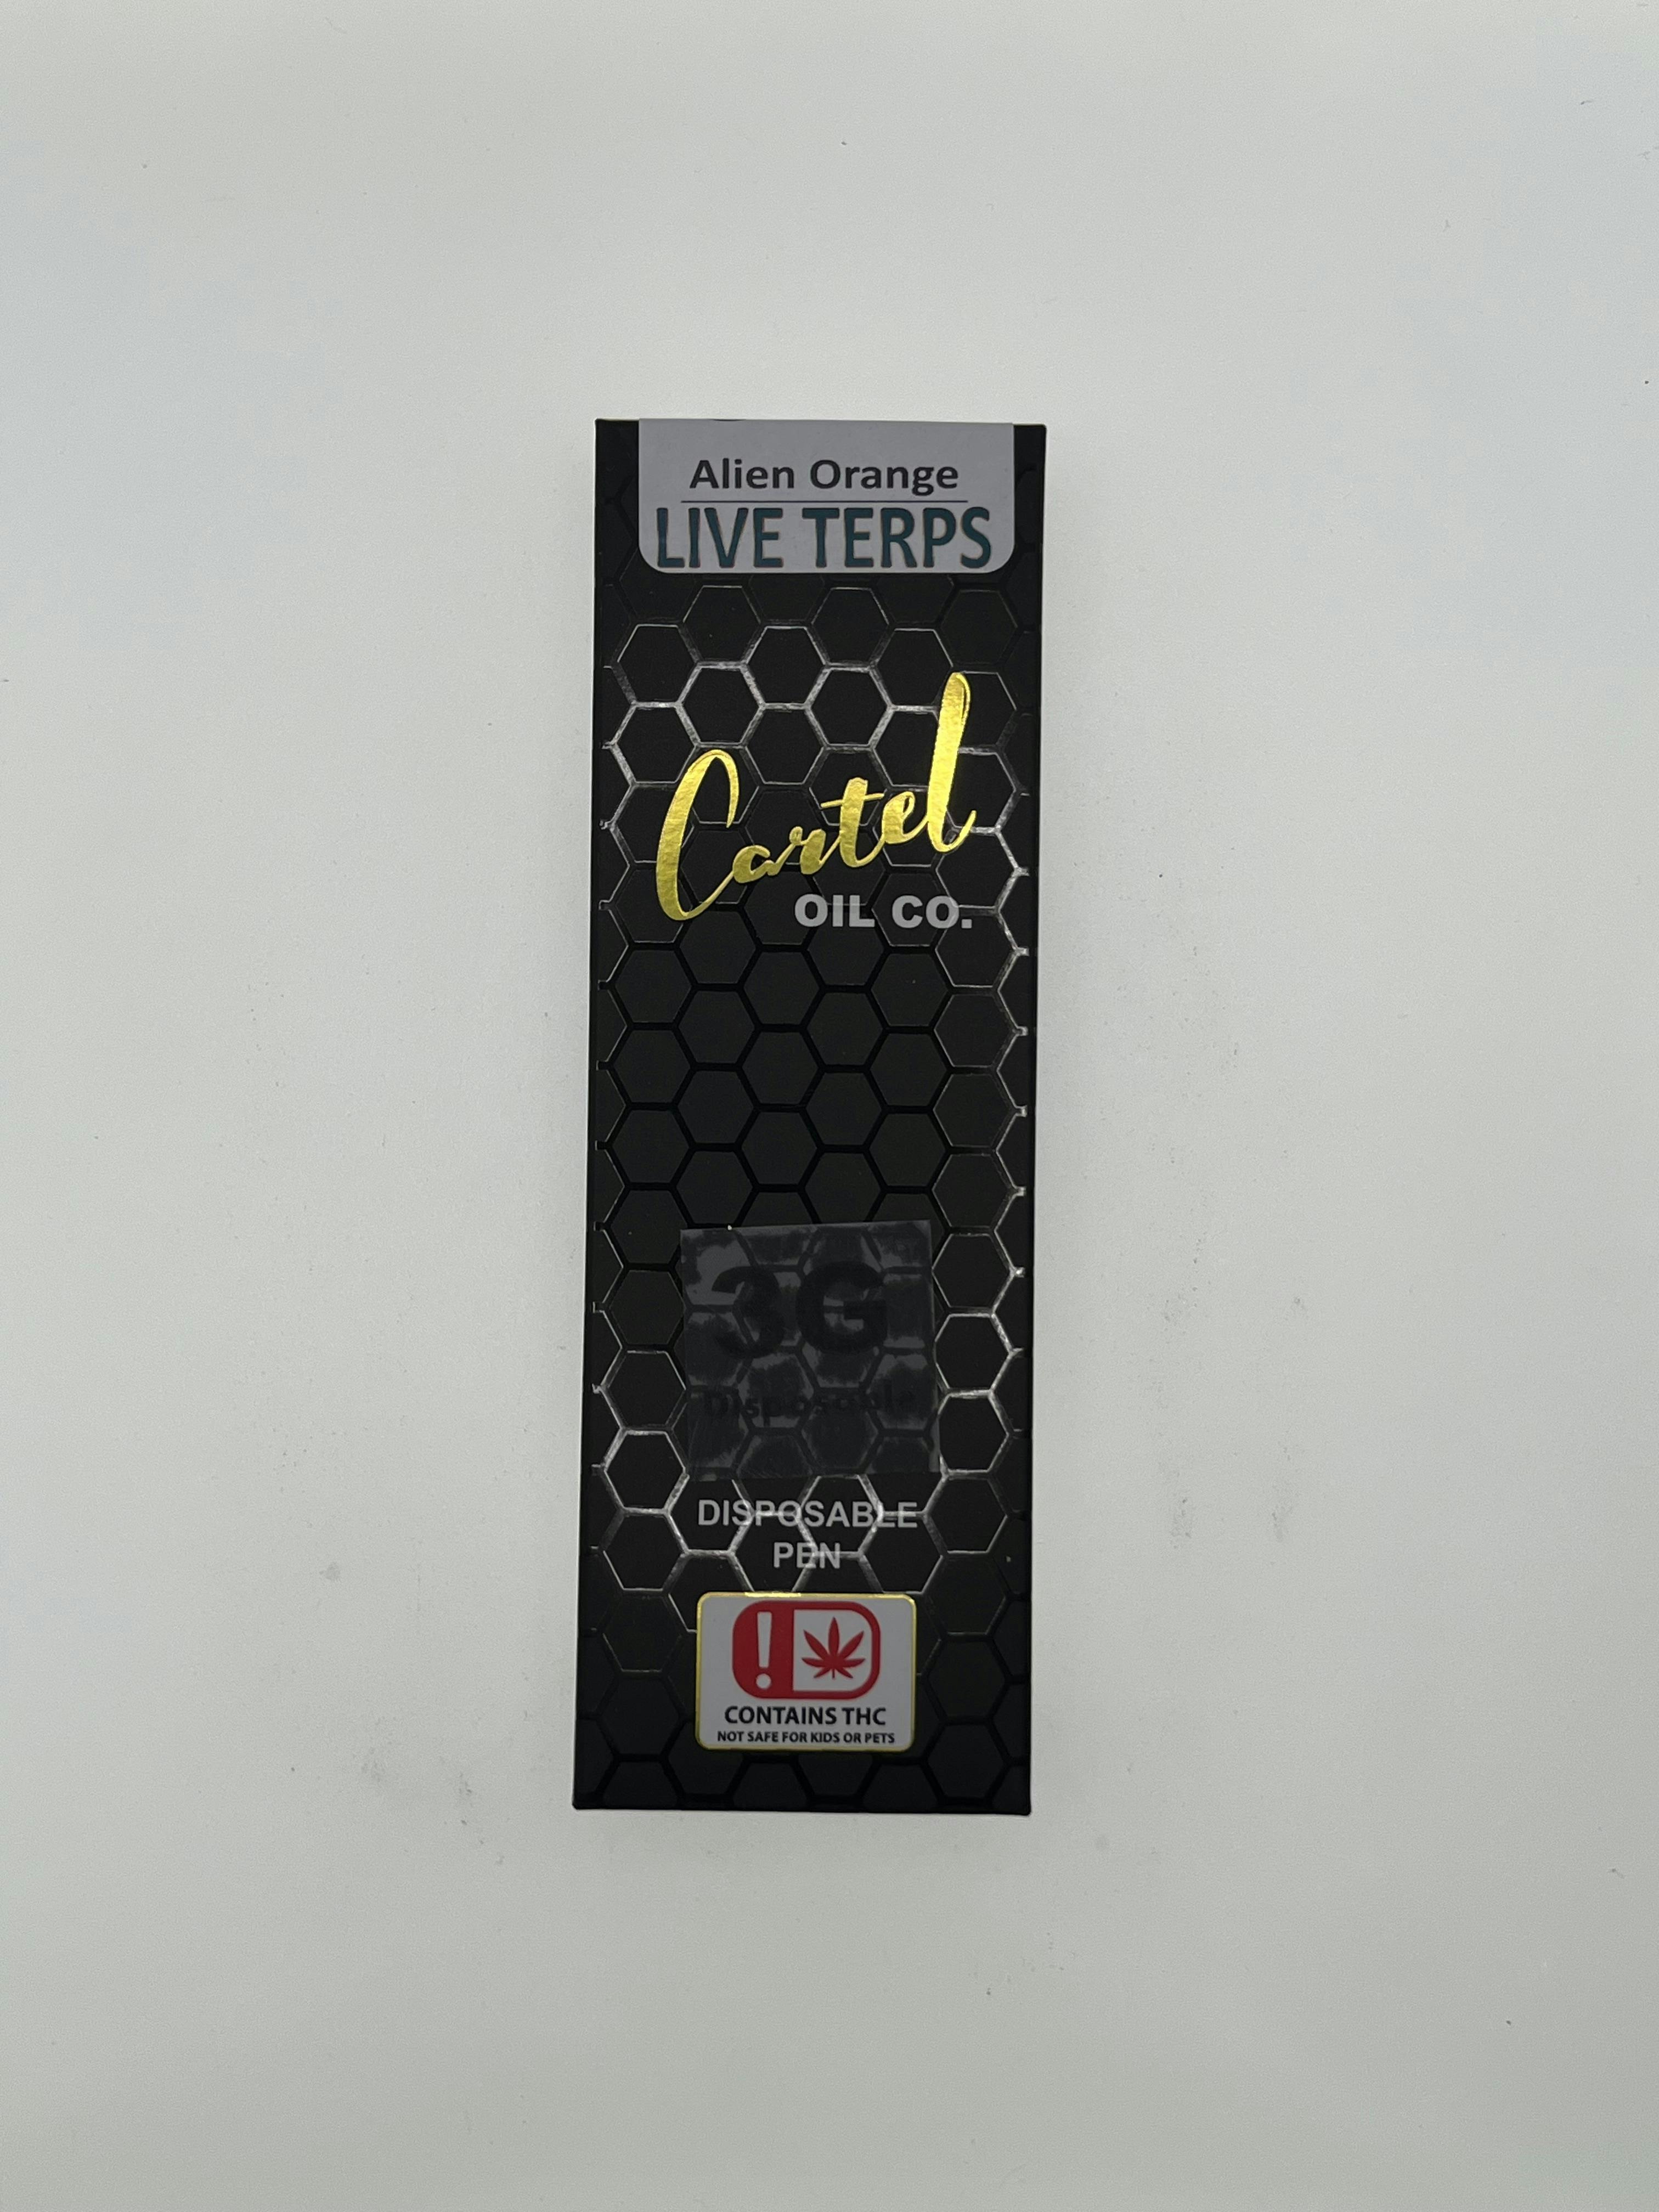 Alien Orange
LIVE TERPS
Cartel
OIL CO.
3G
Disposable
DISPOSABLE
PEN
!
CONTAINS THC
NOT SAFE FOR KIDS OR PETS